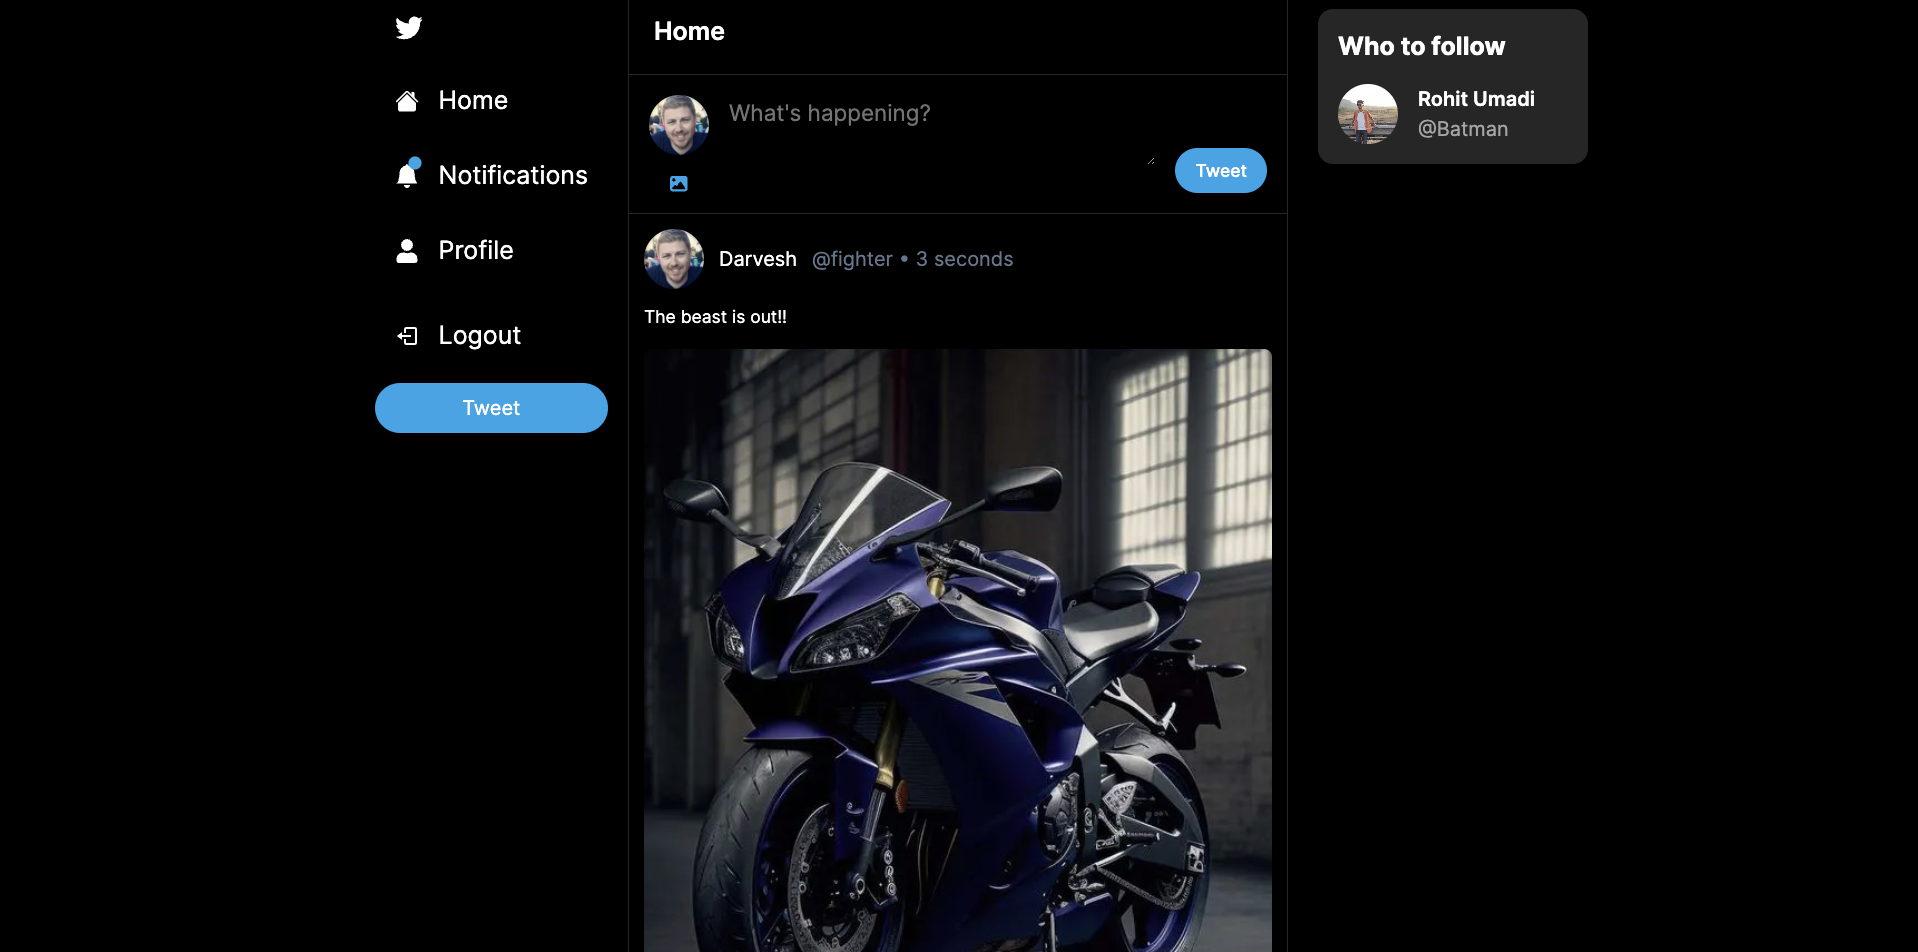 Home
Notifications
Profile
Logout
Tweet
Home
What's happening?
Tweet
Darvesh @fighter • 3 seconds
The beast is out!!
Who to follow
Rohit Umadi
@Batman